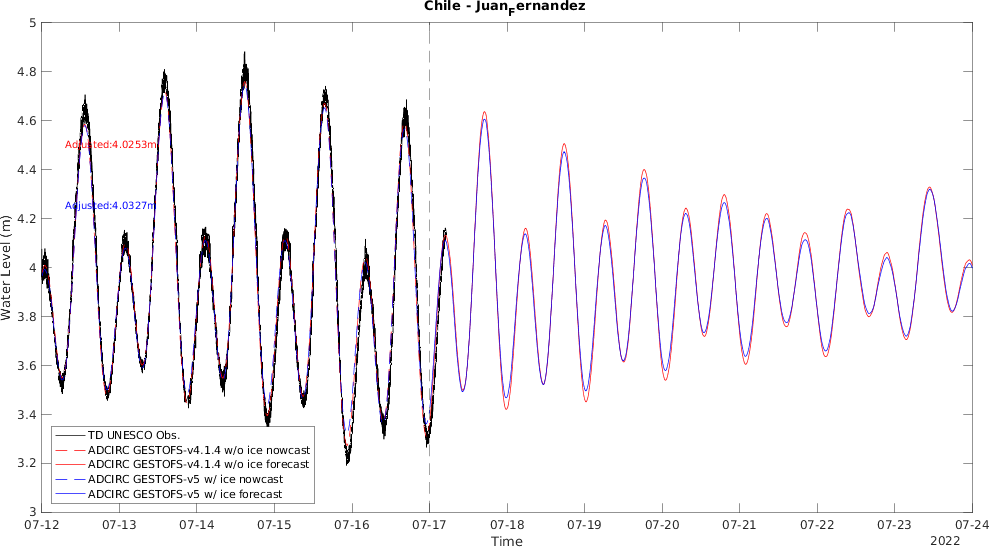 Chile - JuanFernandez
5
4.8
4.6
4.4
4.2
4
3.8
3.6
3.4
3.2
3
Water Level (m)
Adjusted:4.0253m
Adjusted:4.0327m
TD UNESCO Obs.
ADCIRC GESTOFS-v4.1.4 w/o ice nowcast
ADCIRC GESTOFS-v4.1.4 w/o ice forecast
ADCIRC GESTOFS-v5 w/ ice nowcast
ADCIRC GESTOFS-v5 w/ ice forecast
07-12 07-13 07-14 07-15 07-16 07-17 07-18 07-19 07-20 07-21 07-22 07-23 07-24
Time
2022